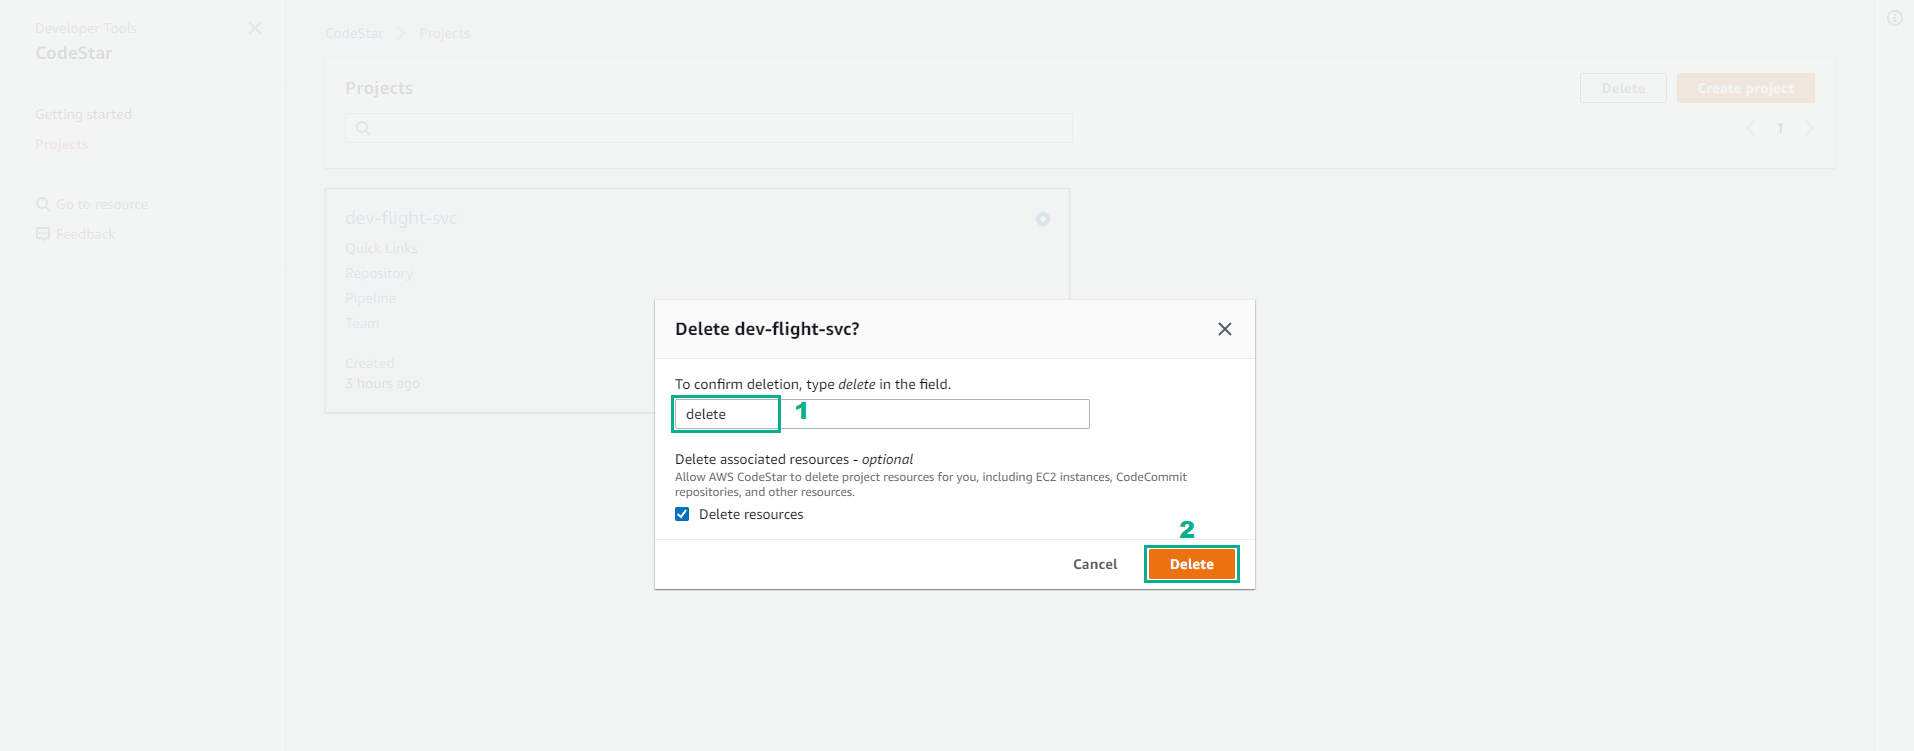 Developer Tools
CodeStar
Getting started
Projects
Go to resource
Feedback
CodeStar
Projects
Projects
Delete
Create project
1
dev-flight-svc
Quick Links
Repository
Pipeline
Team
Created
3 hours ago
Delete dev-flight-svc?
To confirm deletion, type delete in the field.
delete
1
Delete associated resources - optional
Allow AWS CodeStar to delete project resources for you, including EC2 instances, CodeCommit
repositories, and other resources.
Delete resources
2
Cancel
Delete